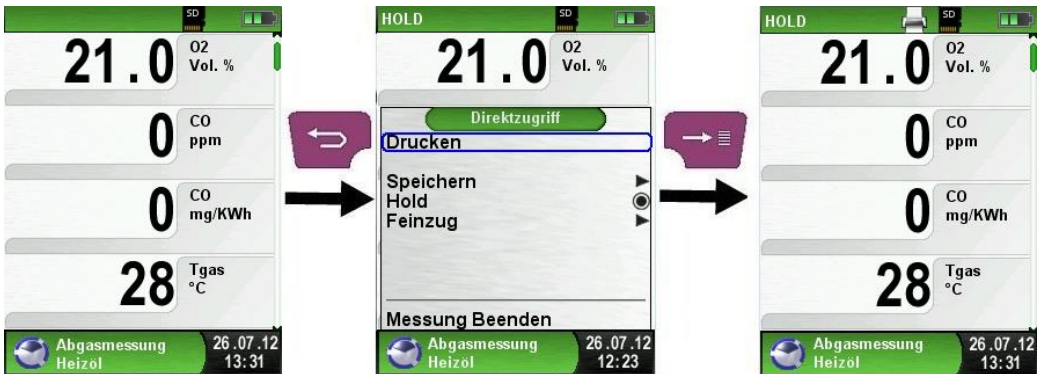 SD
21.0 O2
Vol. %
0 CO
ppm
0 CO
mg/KWh
28 Tgas
°C
Abgasmessung 26.07.12
Heizöl 13:31
HOLD SD
21.0 O2
Vol. %
Direktzugriff
Drucken
Speichern
Hold
Feinzug
Messung Beenden
Abgasmessung 26.07.12
Heizöl 12:23
HOLD SD
21.0 O2
Vol. %
0 CO
ppm
0 CO
mg/KWh
28 Tgas
°C
Abgasmessung 26.07.12
Heizöl 13:31